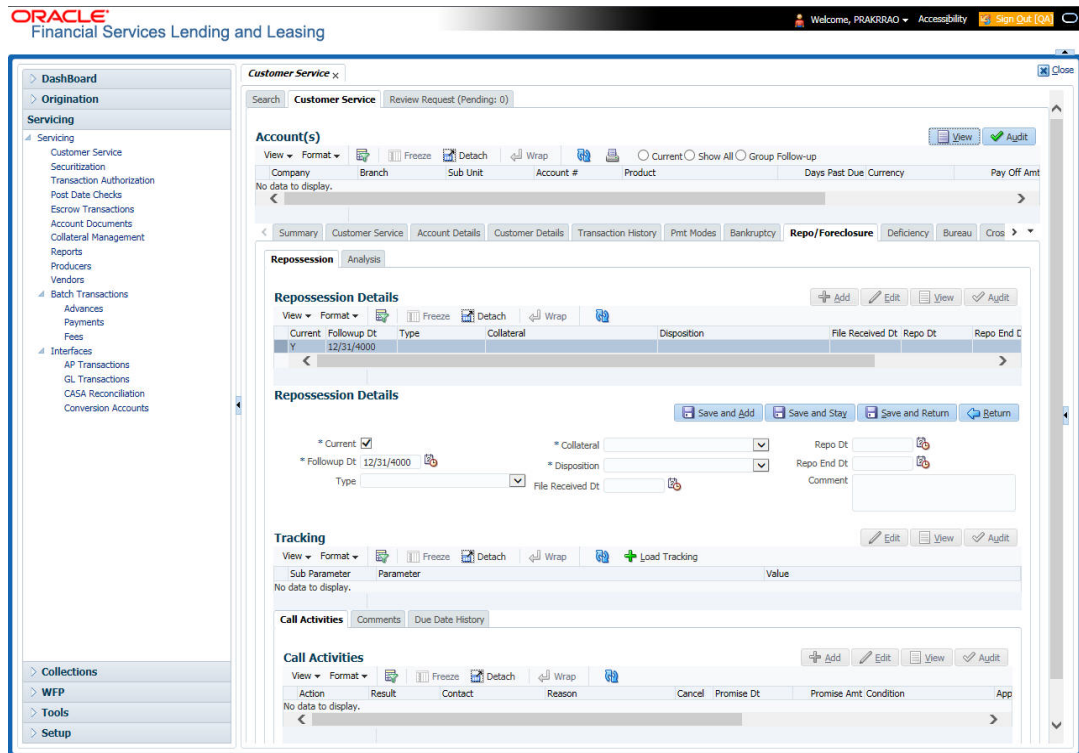 ORACLE
Financial Services Lending and Leasing
Welcome, PRAKRRAO Accessibility Sign Out [QA]
Close
DashBoard
Origination
Servicing
Servicing
Customer Service
Securitization
Transaction Authorization
Post Date Checks
Escrow Transactions
Account Documents
Collateral Management
Reports
Producers
Vendors
Batch Transactions
Advances
Payments
Fees
Interfaces
AP Transactions
GL Transactions
CASA Reconciliation
Conversion Accounts
Collections
WFP
Tools
Setup
Customer Service x
Search Customer Service Review Request (Pending: 0)
Account(s) View Audit
View Format Freeze Detach Wrap Current Show All Group Follow-up
Company Branch Sub Unit Account # Product Days Past Due Currency Pay Off Amt
No data to display.
Summary Customer Service Account Details Customer Details Transaction History Pmt Modes Bankruptcy Repo/Foreclosure Deficiency Bureau Cros
Repossession Analysis
Repossession Details Add Edit View Audit
View Format Freeze Detach Wrap
Current Followup Dt Type Collateral Disposition File Received Dt Repo Dt Repo End D
Y 12/31/4000
Repossession Details
Save and Add Save and Stay Save and Return Return
* Current * Collateral Repo Dt
* Followup Dt 12/31/4000 * Disposition Repo End Dt
Type File Received Dt Comment
Tracking Edit View Audit
View Format Freeze Detach Wrap Load Tracking
Sub Parameter Parameter Value
No data to display.
Call Activities Comments Due Date History
Call Activities Add Edit View Audit
View Format Freeze Detach Wrap
Action Result Contact Reason Cancel Promise Dt Promise Amt Condition App
No data to display.